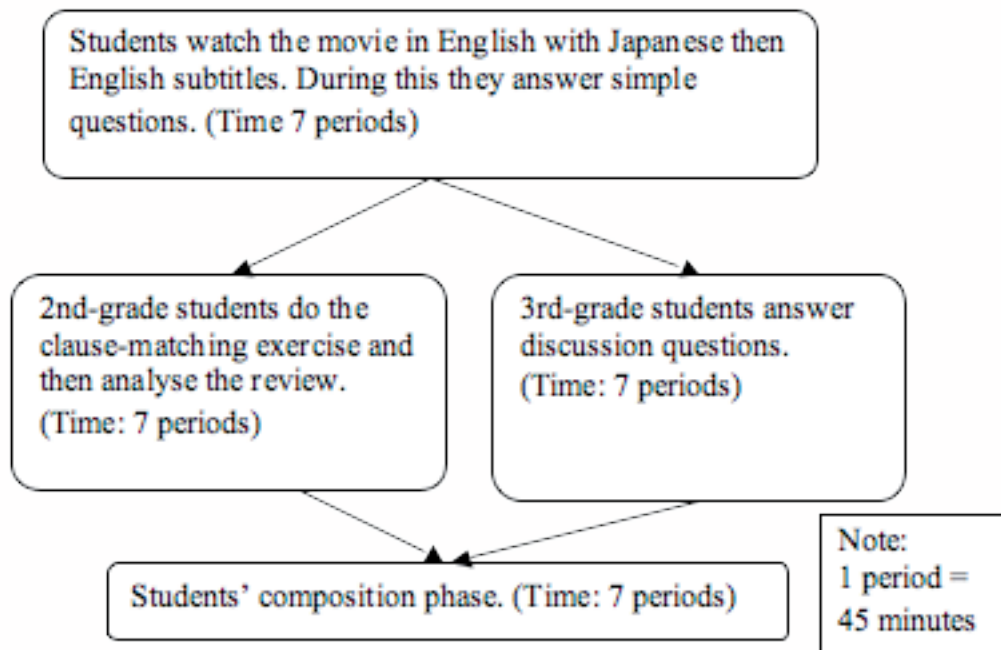 Students watch the movie in English with Japanese then
English subtitles. During this they answer simple
questions. (Time 7 periods)
2nd-grade students do the
clause-matching exercise and
then analyse the review.
(Time: 7 periods)
3rd-grade students answer
discussion questions.
(Time: 7 periods)
Students’ composition phase. (Time: 7 periods)
Note:
1 period =
45 minutes